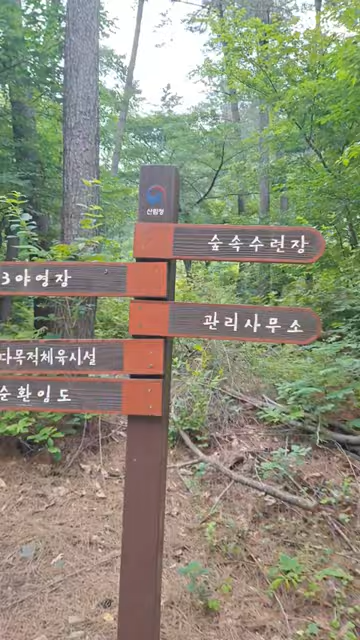 산림청
숲속수련장
3야영장
관리사무소
다목적체육시설
순환임도